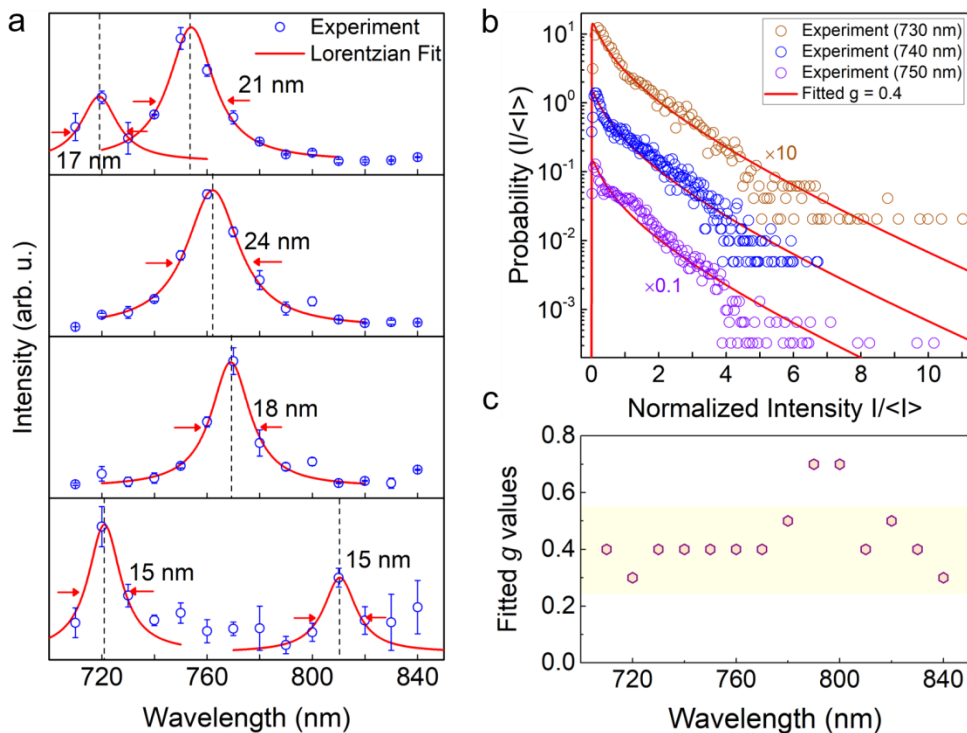 a
Experiment
Lorentzian Fit
21 nm
17 nm
24 nm
18 nm
15 nm
15 nm
Intensity (arb. u.)
720
760
800
840
Wavelength (nm)
b
Experiment (730 nm)
Experiment (740 nm)
Experiment (750 nm)
Fitted g = 0.4
×10
×0.1
10¹
10⁰
10⁻¹
10⁻²
10⁻³
Probability (I/<I>)
0
2
4
6
8
10
Normalized Intensity I/<I>
c
0.8
0.6
0.4
0.2
0.0
Fitted g values
720
760
800
840
Wavelength (nm)